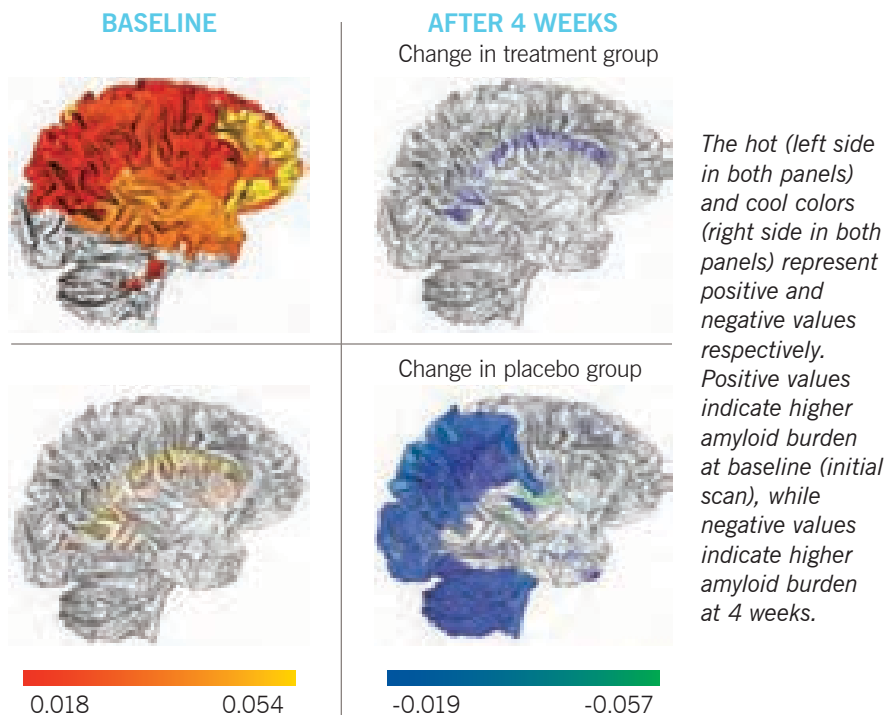 BASELINE
AFTER 4 WEEKS
Change in treatment group
Change in placebo group
0.018
0.054
-0.019
-0.057
The hot (left side
in both panels)
and cool colors
(right side in both
panels) represent
positive and
negative values
respectively.
Positive values
indicate higher
amyloid burden
at baseline (initial
scan), while
negative values
indicate higher
amyloid burden
at 4 weeks.